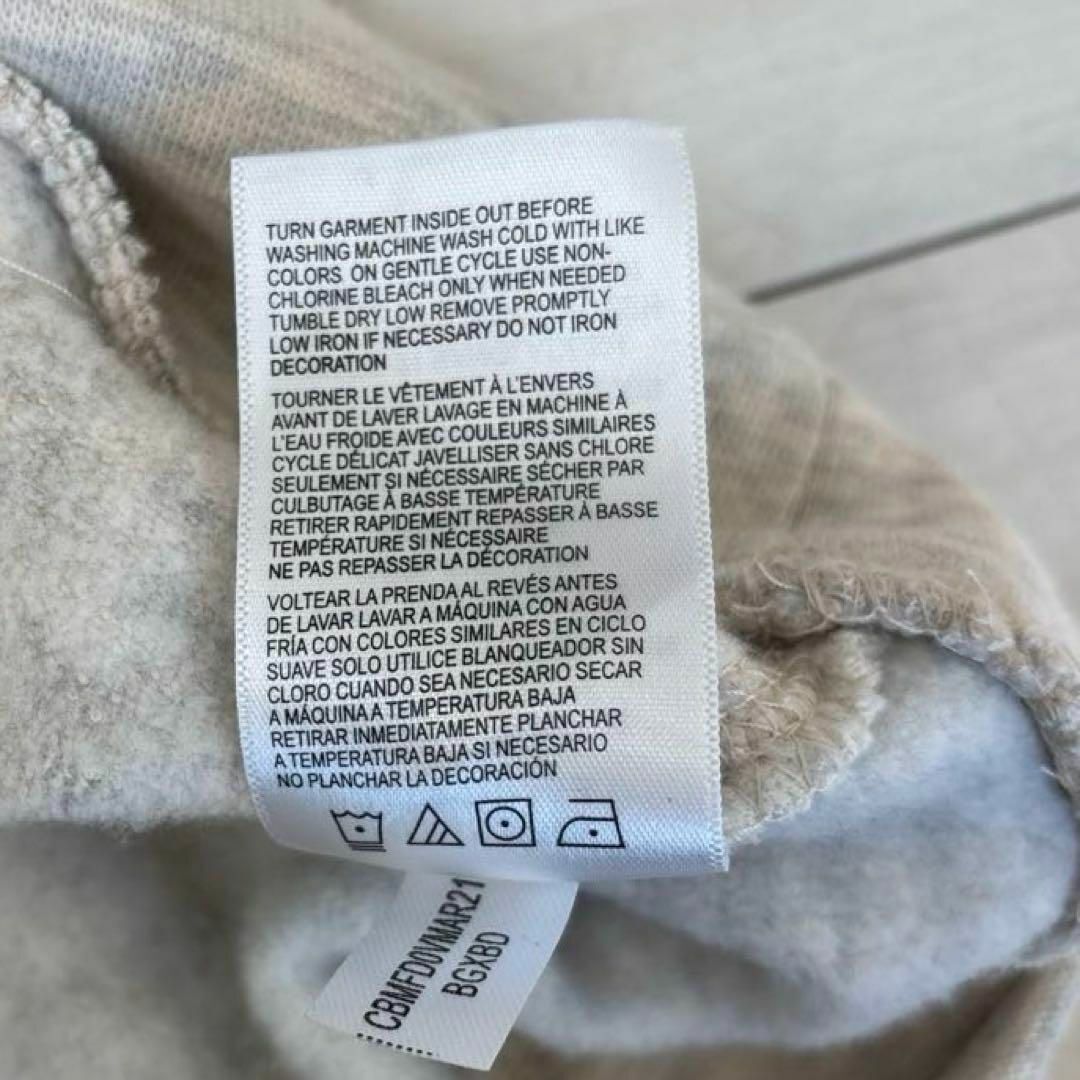 TURN GARMENT INSIDE OUT BEFORE
WASHING MACHINE WASH COLD WITH LIKE
COLORS ON GENTLE CYCLE USE NON-
CHLORINE BLEACH ONLY WHEN NEEDED
TUMBLE DRY LOW REMOVE PROMPTLY
LOW IRON IF NECESSARY DO NOT IRON
DECORATION
TOURNER LE VÊTEMENT À L'ENVERS
AVANT DE LAVER LAVAGE EN MACHINE À
L'EAU FROIDE AVEC COULEURS SIMILAIRES
CYCLE DÉLICAT JAVELLISER SANS CHLORE
SEULEMENT SI NÉCESSAIRE SÉCHER PAR
CULBUTAGE À BASSE TEMPÉRATURE
RETIRER RAPIDEMENT REPASSER À BASSE
TEMPÉRATURE SI NÉCESSAIRE
NE PAS REPASSER LA DÉCORATION
VOLTEAR LA PRENDA AL REVÉS ANTES
DE LAVAR LAVAR A MÁQUINA CON AGUA
FRÍA CON COLORES SIMILARES EN CICLO
SUAVE SOLO UTILICE BLANQUEADOR SIN
CLORO CUANDO SEA NECESARIO SECAR
A MÁQUINA A TEMPERATURA BAJA
RETIRAR INMEDIATAMENTE PLANCHAR
A TEMPERATURA BAJA SI NECESARIO
NO PLANCHAR LA DECORACIÓN
CBMFD0VMAR21
BGXBD